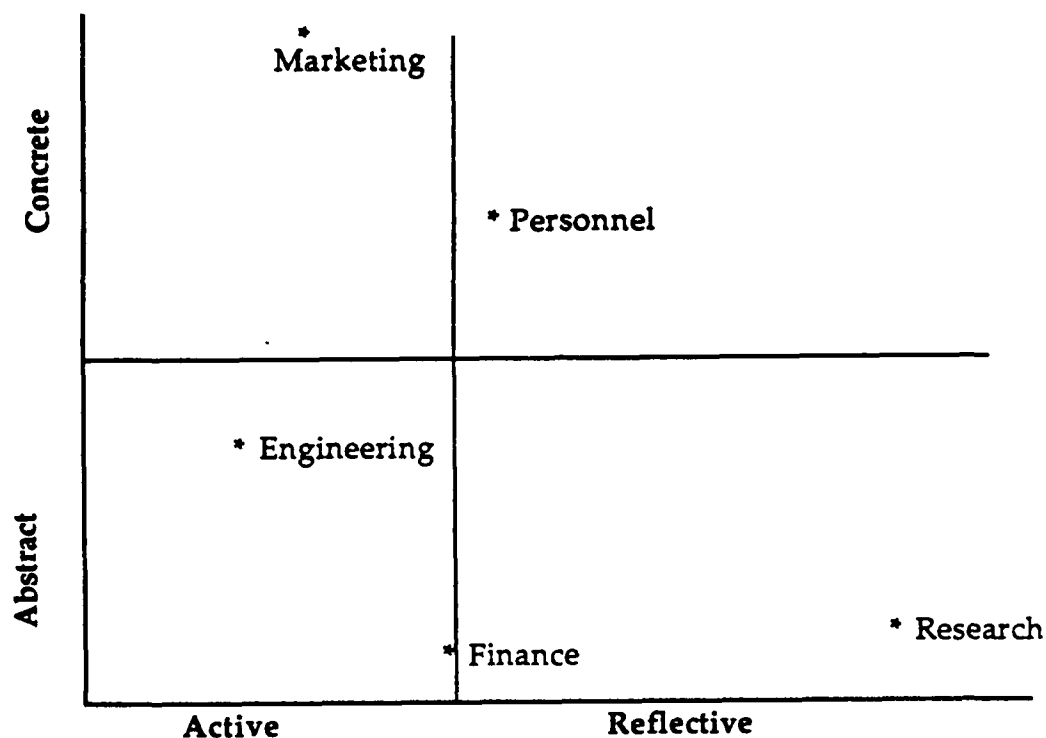 * Marketing
Concrete
* Personnel
* Engineering
Abstract
* Research
* Finance
Active Reflective